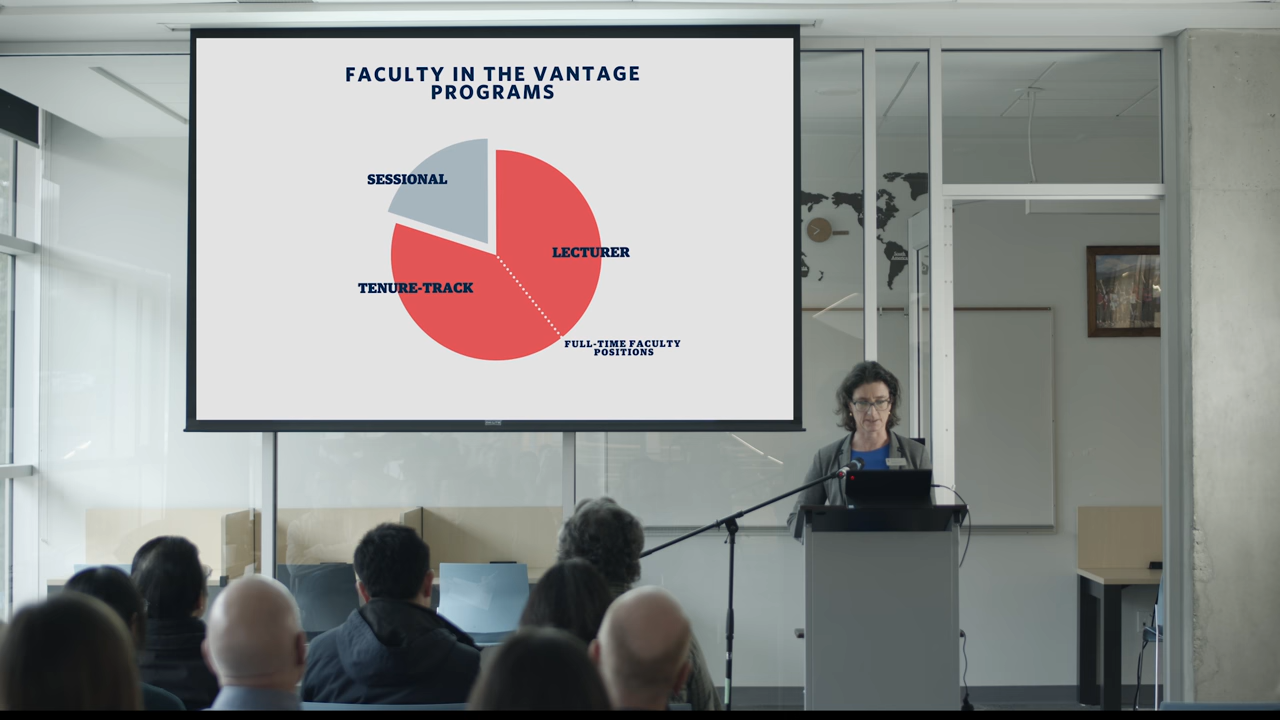 FACULTY IN THE VANTAGE
PROGRAMS
SESSIONAL
LECTURER
TENURE-TRACK
FULL-TIME FACULTY
POSITIONS